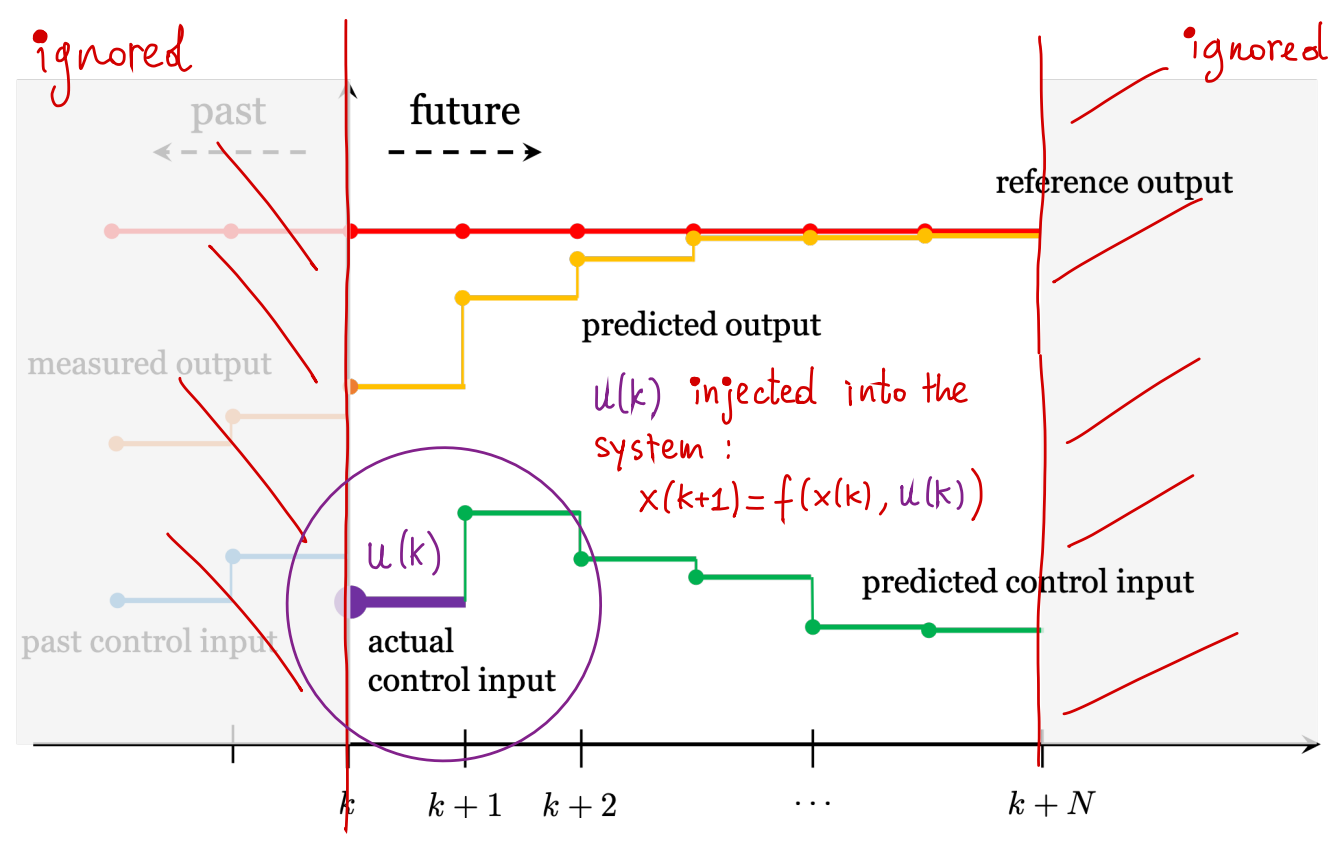 ignored
ignored
past
future
reference output
predicted output
measured output
u(k) injected into the
system :
x(k+1)=f(x(k), u(k))
u(k)
predicted control input
past control input
actual
control input
k
k + 1
k + 2
···
k + N